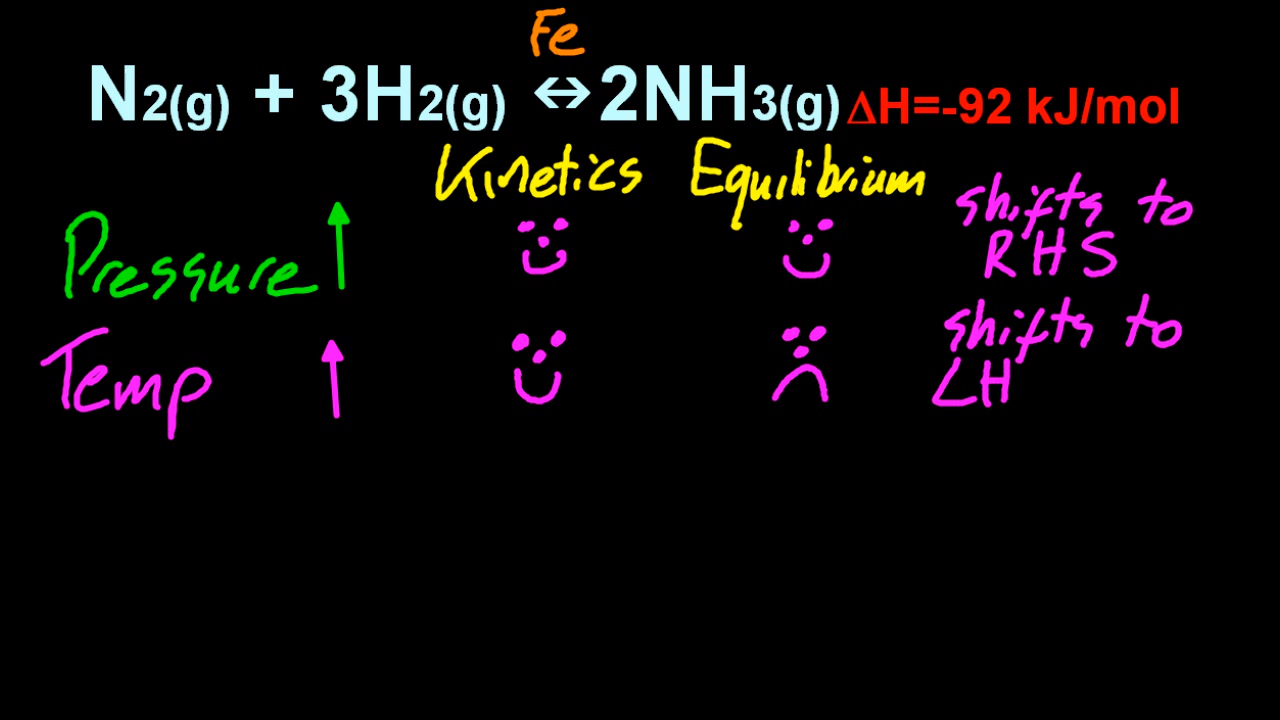 Fe
N2(g) + 3H2(g) ↔ 2NH3(g) ΔH=-92 kJ/mol
Kinetics Equilibrium
Pressure ↑ shifts to
RHS
Temp ↑ shifts to
LH